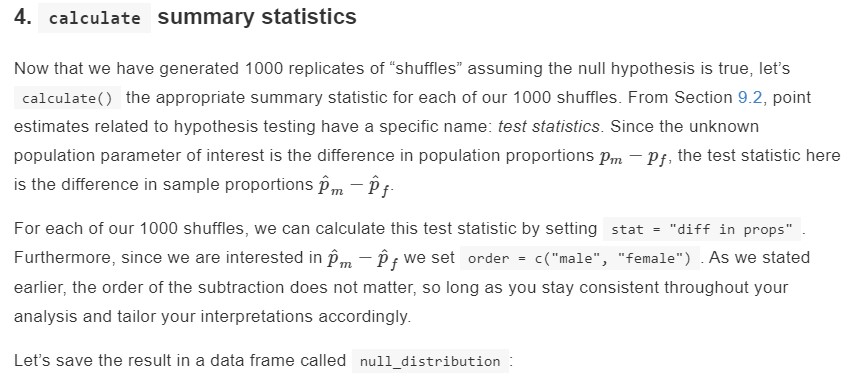 4. calculate summary statistics
Now that we have generated 1000 replicates of “shuffles” assuming the null hypothesis is true, let’s
calculate() the appropriate summary statistic for each of our 1000 shuffles. From Section 9.2, point
estimates related to hypothesis testing have a specific name: test statistics. Since the unknown
population parameter of interest is the difference in population proportions pₘ − p_f, the test statistic here
is the difference in sample proportions p̂ₘ − p̂_f.
For each of our 1000 shuffles, we can calculate this test statistic by setting stat = "diff in props" .
Furthermore, since we are interested in p̂ₘ − p̂_f we set order = c("male", "female") . As we stated
earlier, the order of the subtraction does not matter, so long as you stay consistent throughout your
analysis and tailor your interpretations accordingly.
Let’s save the result in a data frame called null_distribution :